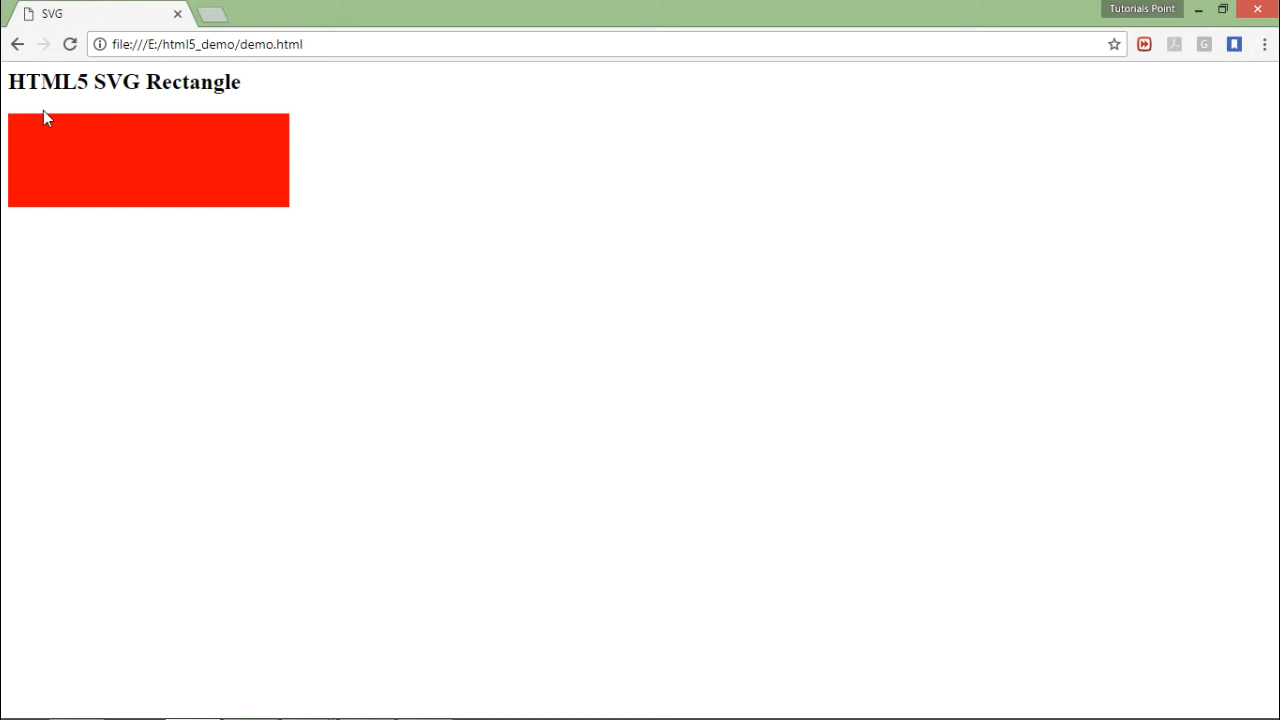 SVG
Tutorials Point
file:///E:/html5_demo/demo.html
G
HTML5 SVG Rectangle